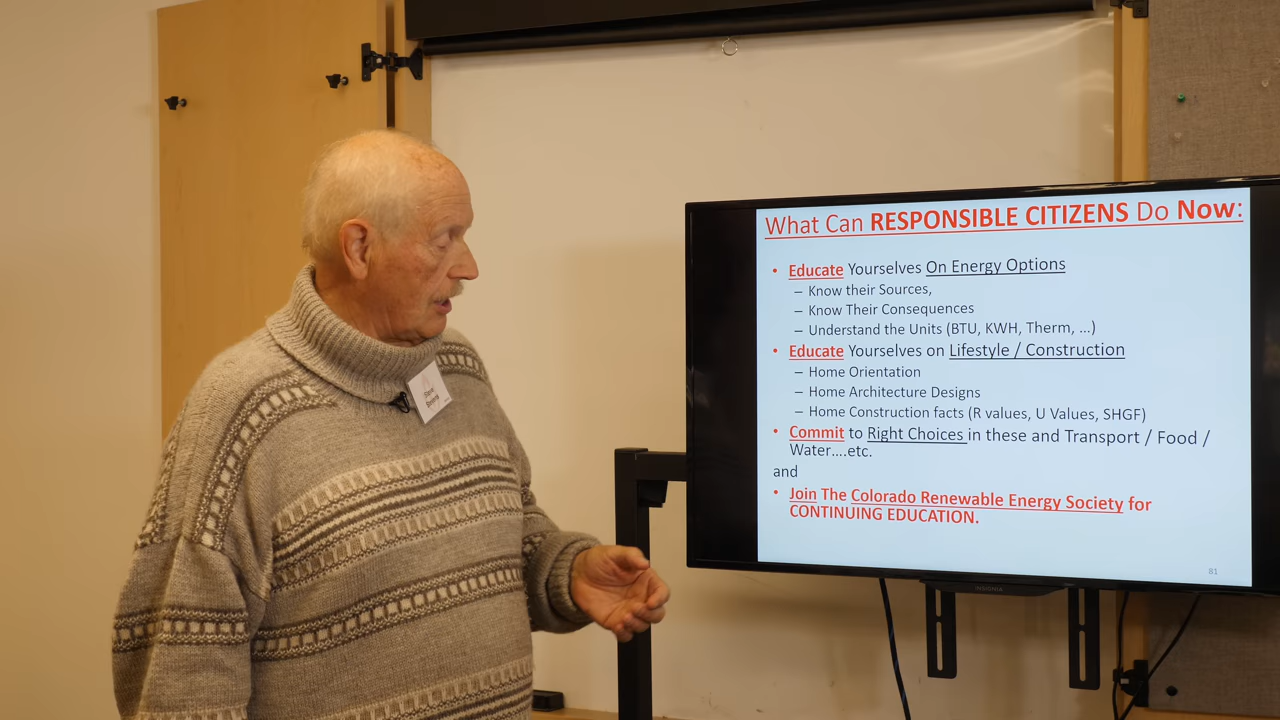 What Can RESPONSIBLE CITIZENS Do Now:
• Educate Yourselves On Energy Options
– Know their Sources,
– Know Their Consequences
– Understand the Units (BTU, KWH, Therm, ...)
• Educate Yourselves on Lifestyle / Construction
– Home Orientation
– Home Architecture Designs
– Home Construction facts (R values, U Values, SHGF)
• Commit to Right Choices in these and Transport / Food /
Water....etc.
and
• Join The Colorado Renewable Energy Society for
CONTINUING EDUCATION.
81
INSIGNIA